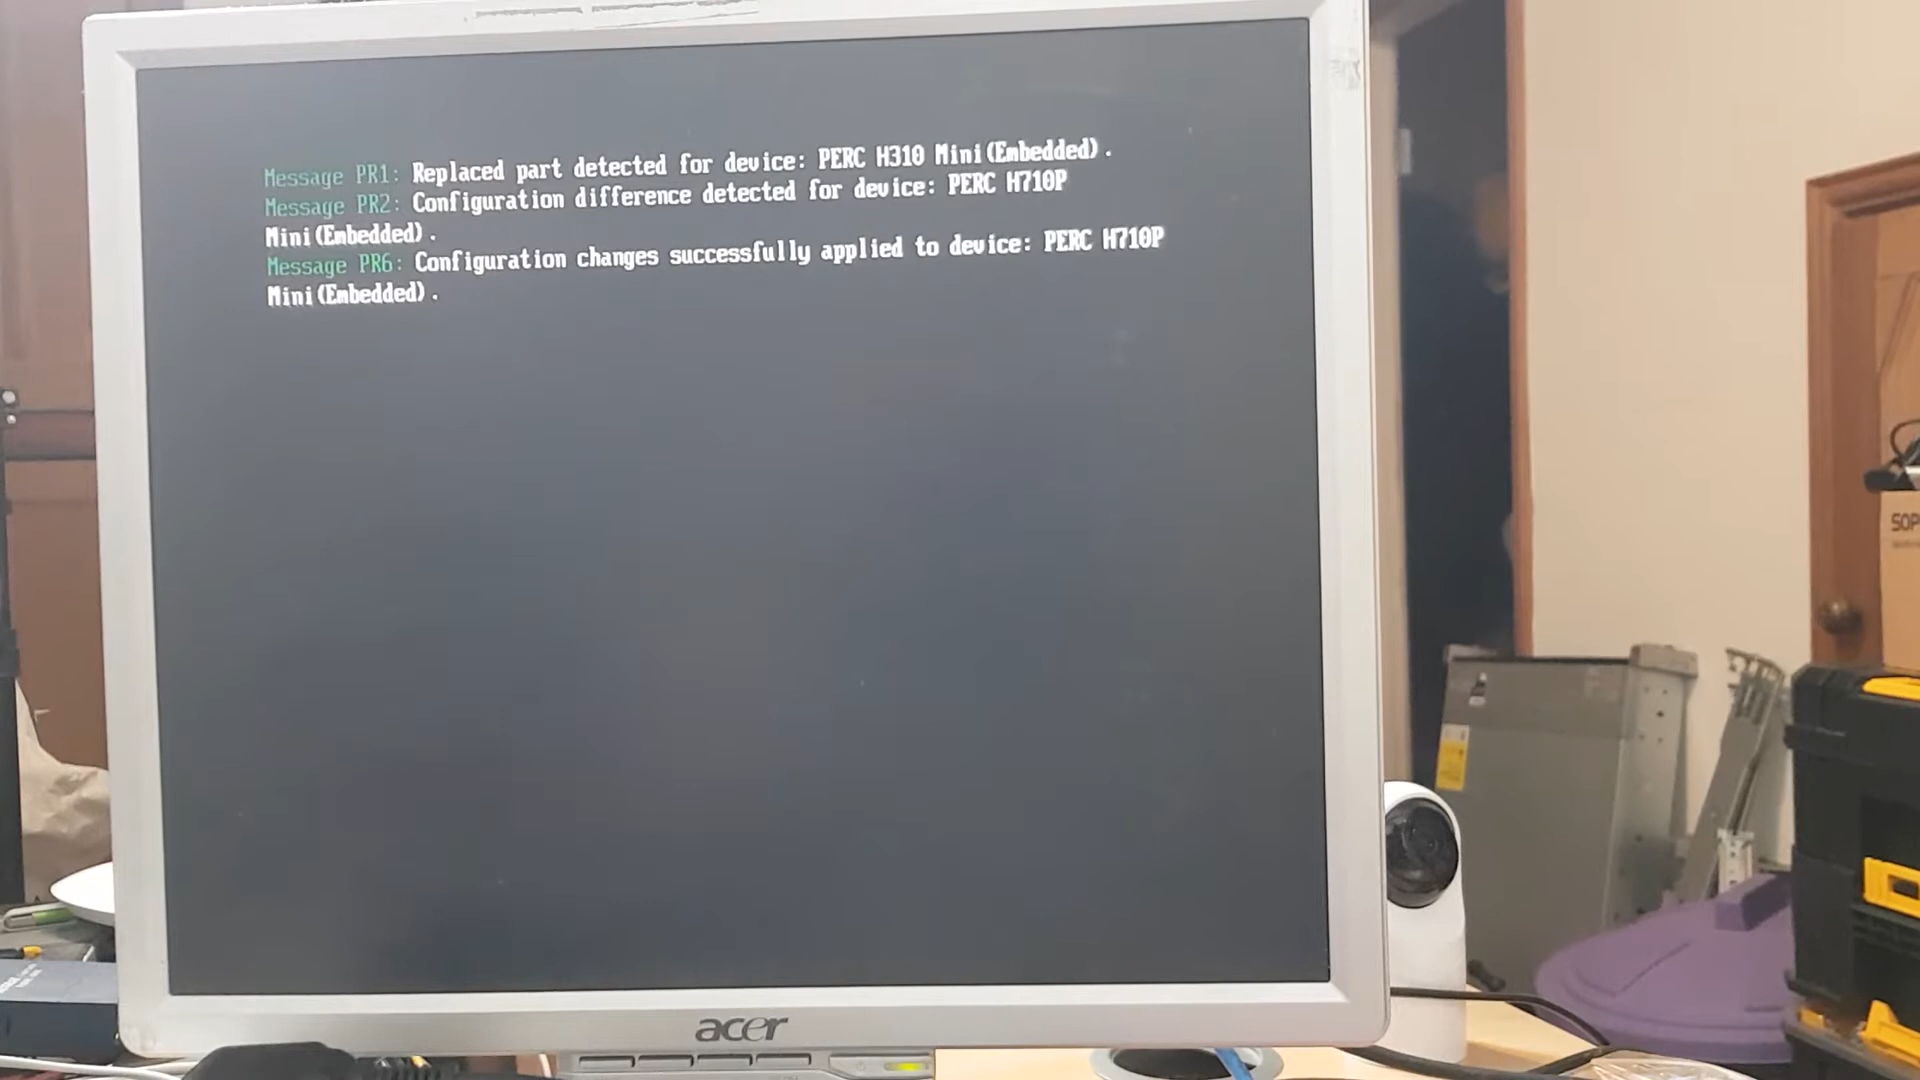 Message PR1: Replaced part detected for device: PERC H310 Mini(Embedded).
Message PR2: Configuration difference detected for device: PERC H710P
Mini(Embedded).
Message PR6: Configuration changes successfully applied to device: PERC H710P
Mini(Embedded).
SOP
acer